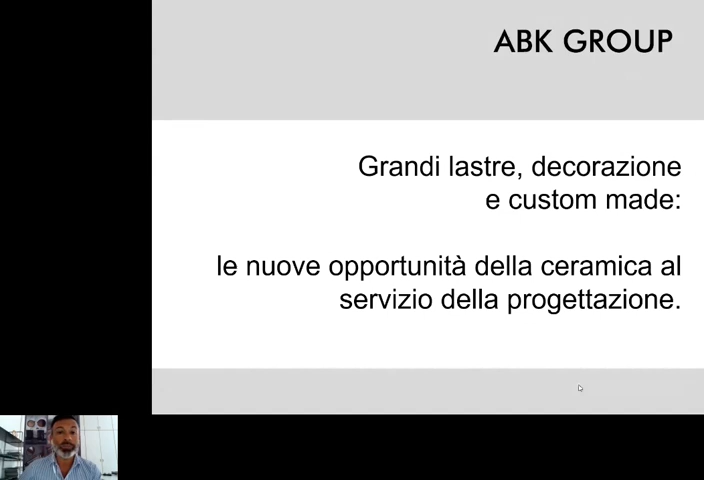 ABK GROUP
Grandi lastre, decorazione
e custom made:
le nuove opportunità della ceramica al
servizio della progettazione.